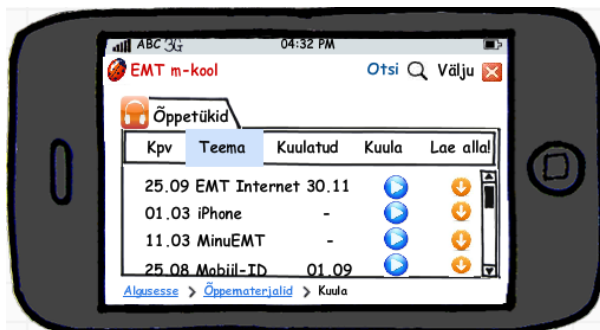 ABC 3G 04:32 PM
EMT m-kool Otsi Välju
Õppetükid
Kpv Teema Kuulatud Kuula Lae alla!
25.09 EMT Internet 30.11
01.03 iPhone -
11.03 MinuEMT -
25.08 Mobiil-ID 01.09
Algusesse > Õppematerjalid > Kuula